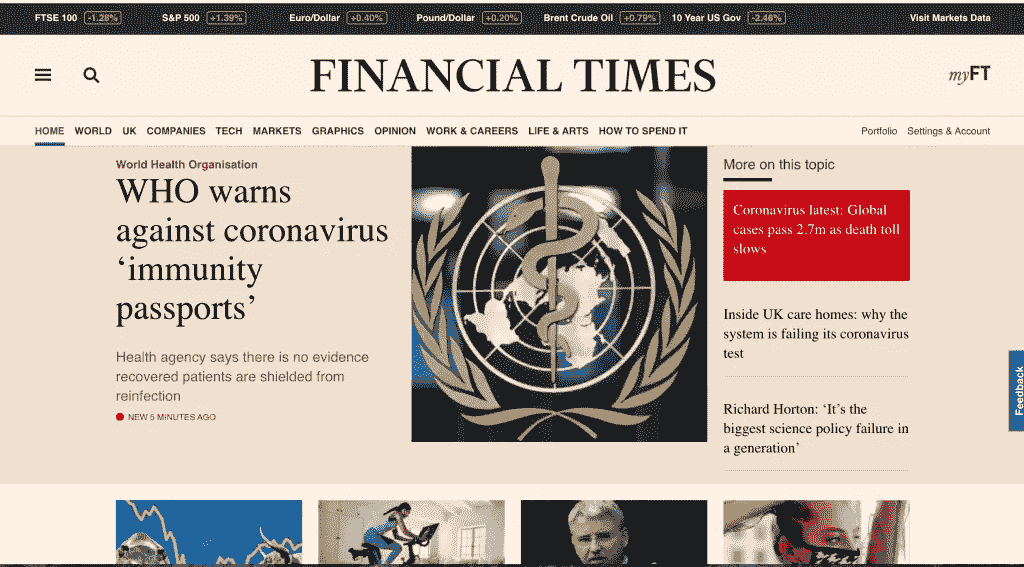 FTSE 100 -1.28% S&P 500 +1.39% Euro/Dollar +0.40% Pound/Dollar +0.20% Brent Crude Oil +0.79% 10 Year US Gov -2.46% Visit Markets Data
FINANCIAL TIMES
myFT
HOME WORLD UK COMPANIES TECH MARKETS GRAPHICS OPINION WORK & CAREERS LIFE & ARTS HOW TO SPEND IT Portfolio Settings & Account
World Health Organisation
WHO warns
against coronavirus
‘immunity
passports’
Health agency says there is no evidence
recovered patients are shielded from
reinfection
NEW 5 MINUTES AGO
More on this topic
Coronavirus latest: Global
cases pass 2.7m as death toll
slows
Inside UK care homes: why the
system is failing its coronavirus
test
Richard Horton: ‘It’s the
biggest science policy failure in
a generation’
Feedback